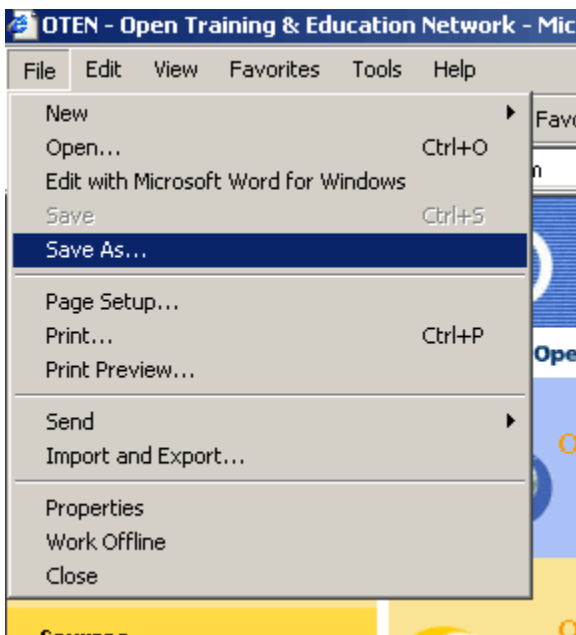 OTEN - Open Training & Education Network - Mic
File Edit View Favorites Tools Help
New
Favo
Open... Ctrl+O
Edit with Microsoft Word for Windows
Save Ctrl+S
Save As...
Page Setup...
Print... Ctrl+P
Ope
Print Preview...
Send
Import and Export...
Properties
Work Offline
Close